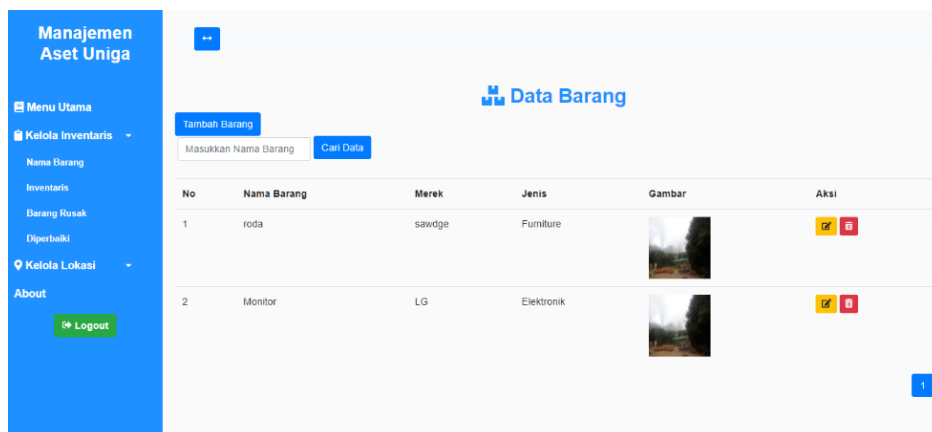 Manajemen
Aset Uniga
Menu Utama
Kelola Inventaris
Nama Barang
Inventaris
Barang Rusak
Diperbaiki
Kelola Lokasi
About
Logout
Data Barang
Tambah Barang
Masukkan Nama Barang Cari Data
No Nama Barang Merek Jenis Gambar Aksi
1 roda sawdge Furniture
2 Monitor LG Elektronik
1